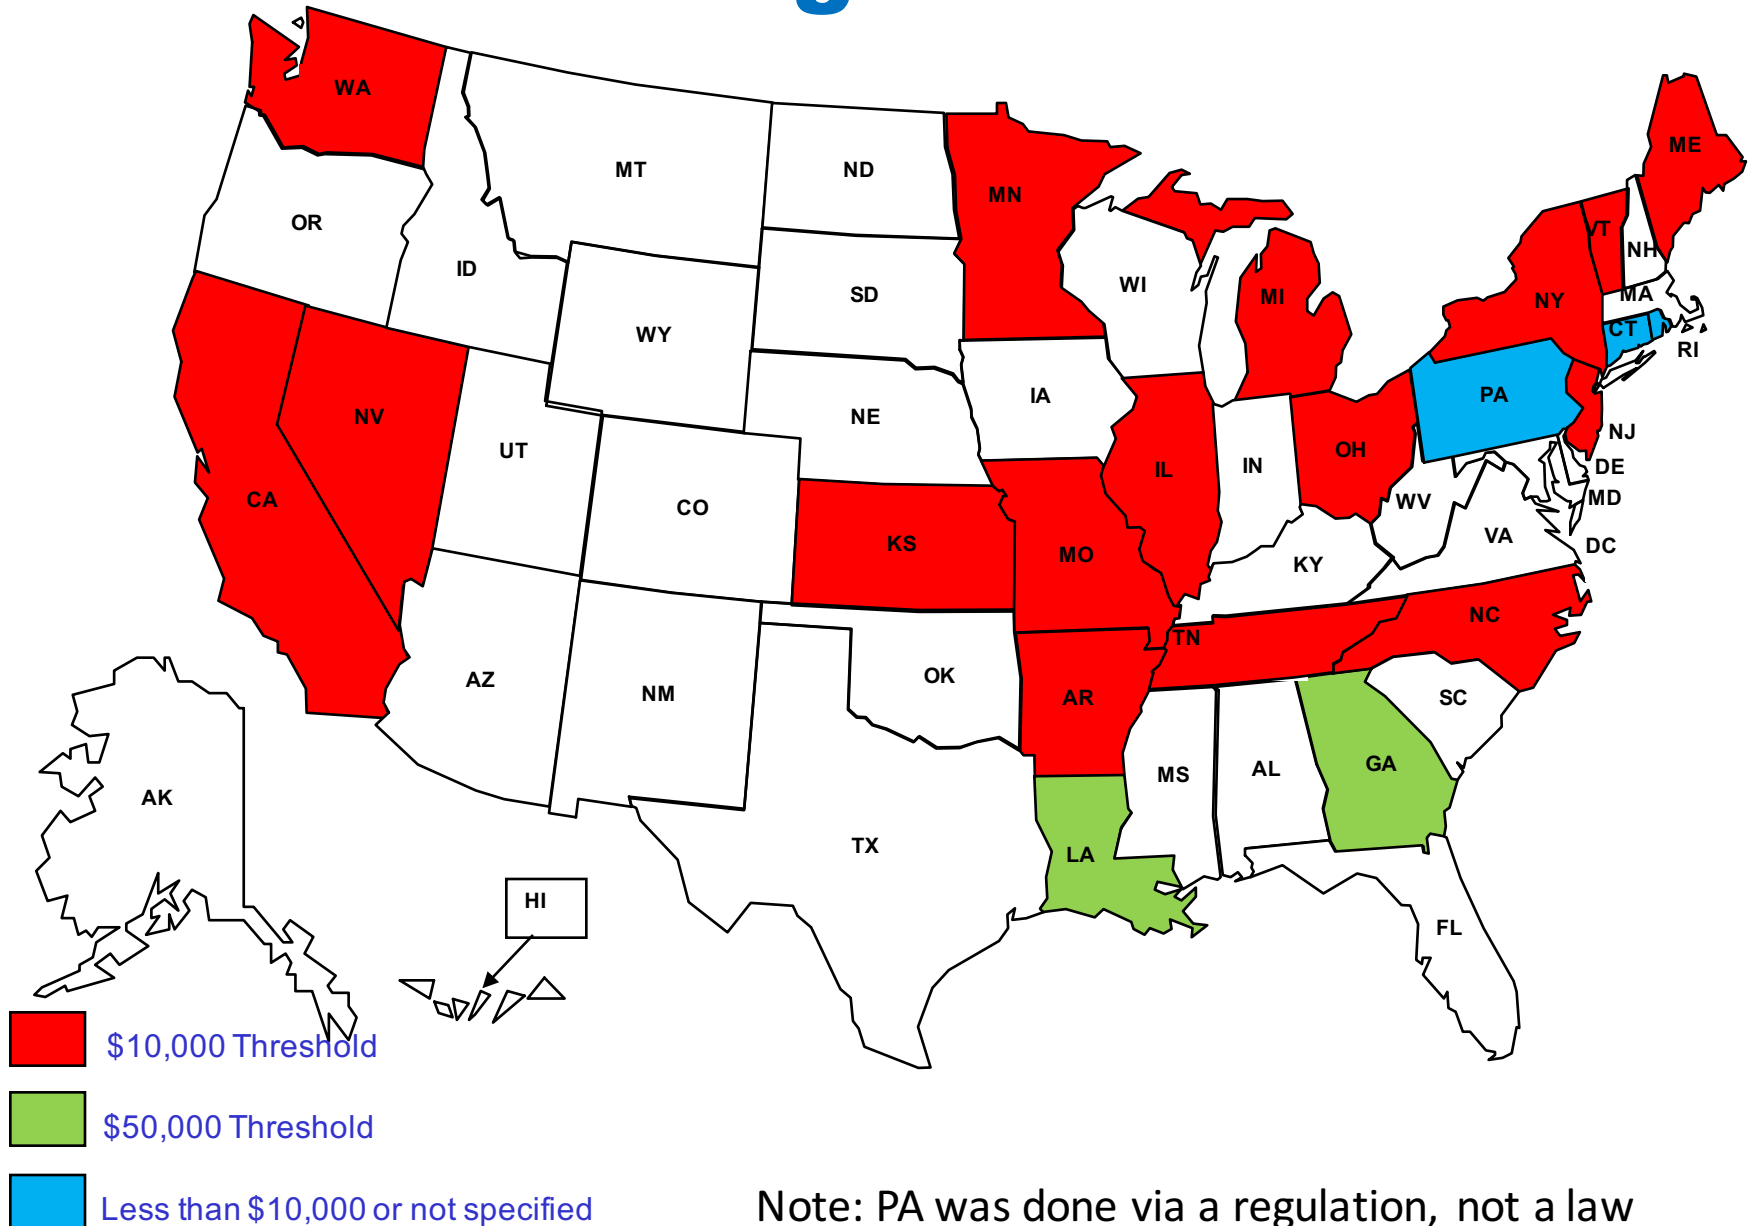 WA
MT
ND
MN
ME
OR
ID
VT
NH
SD
WI
MI
NY
MA
WY
CT
RI
IA
PA
NE
NV
UT
IL
IN
OH
NJ
DE
CA
CO
WV
MD
KS
MO
KY
VA
DC
TN
NC
AZ
NM
OK
AR
SC
AK
MS
AL
GA
TX
LA
HI
FL
$10,000 Threshold
$50,000 Threshold
Less than $10,000 or not specified
Note: PA was done via a regulation, not a law